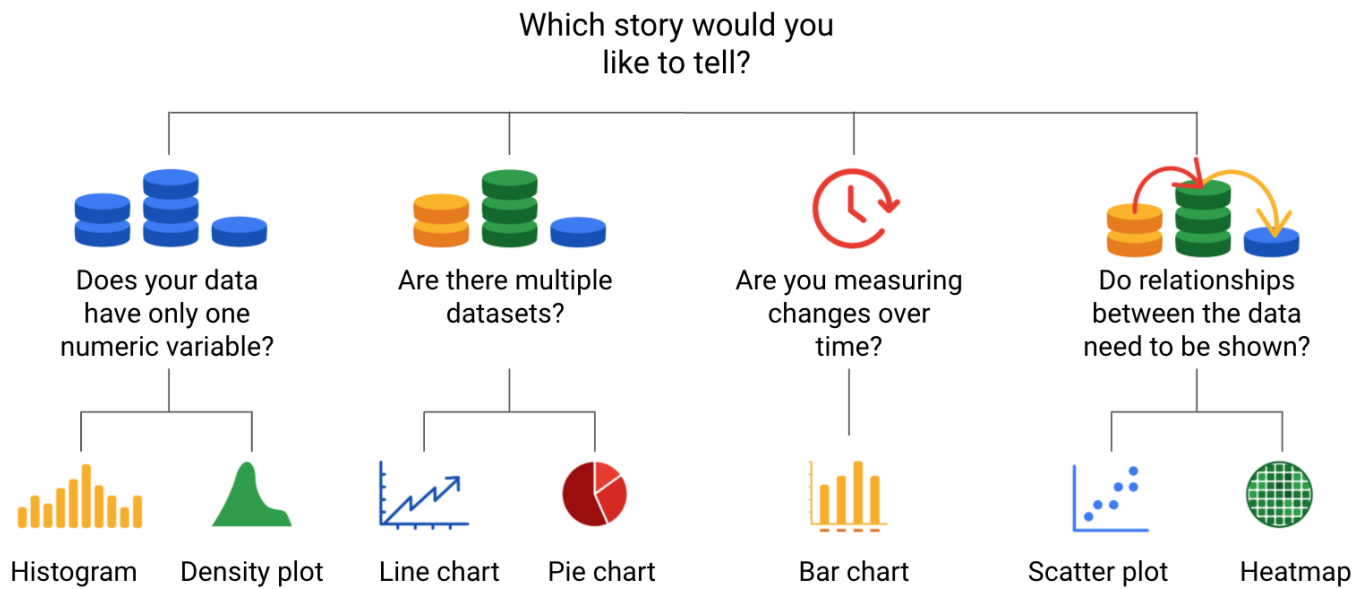 Which story would you
like to tell?
Does your data
have only one
numeric variable?
Are there multiple
datasets?
Are you measuring
changes over
time?
Do relationships
between the data
need to be shown?
Histogram
Density plot
Line chart
Pie chart
Bar chart
Scatter plot
Heatmap